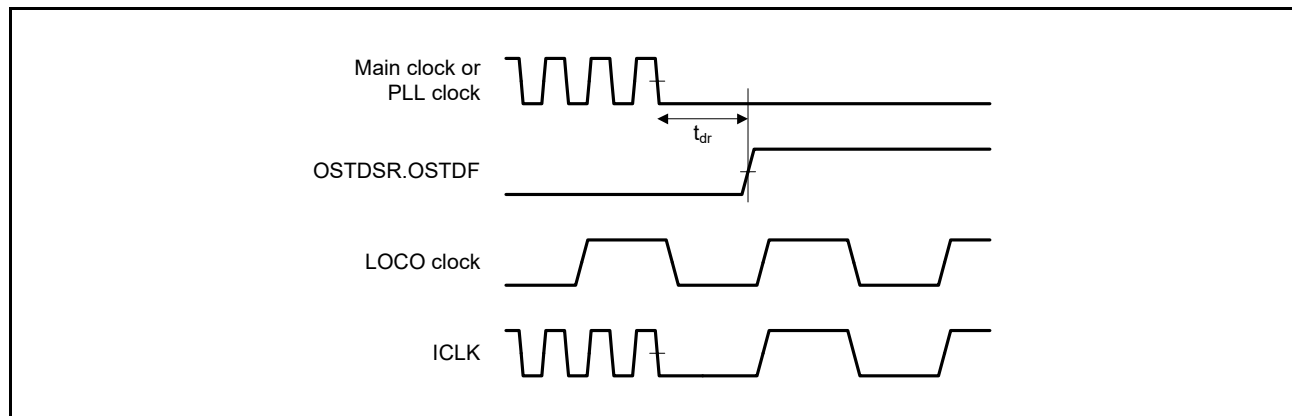 Main clock or
PLL clock
tdr
OSTDSR.OSTDF
LOCO clock
ICLK